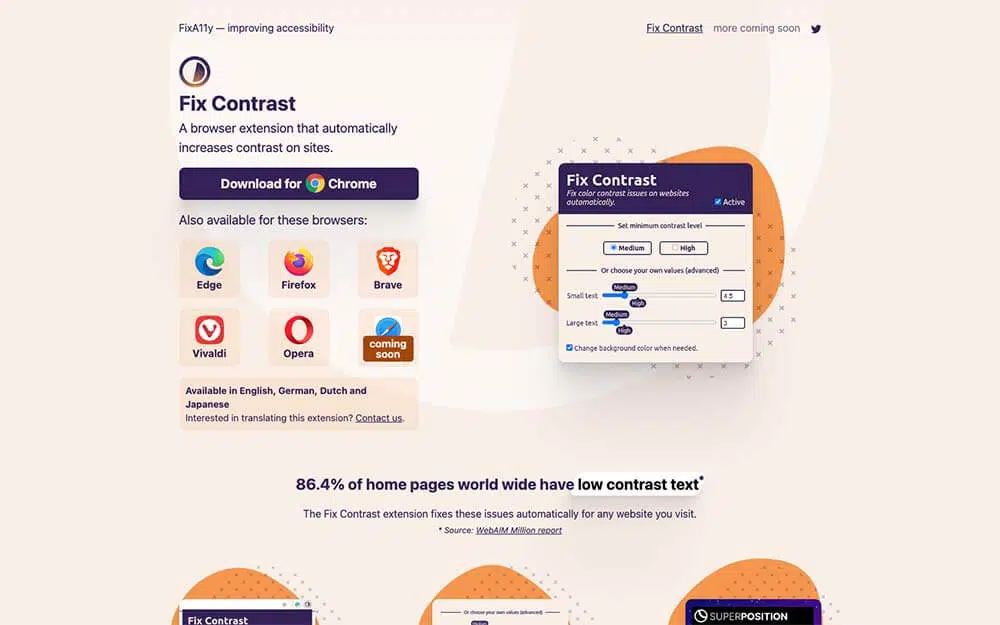 FixA11y — improving accessibility
Fix Contrast more coming soon
Fix Contrast
A browser extension that automatically
increases contrast on sites.
Download for Chrome
Also available for these browsers:
Edge
Firefox
Brave
Vivaldi
Opera
coming
soon
Available in English, German, Dutch and
Japanese
Interested in translating this extension? Contact us.
Fix Contrast
Fix color contrast issues on websites
automatically.
Active
Set minimum contrast level
Medium
High
Or choose your own values (advanced)
Medium
Small text
4.5
High
Medium
Large text
3
High
Change background color when needed.
86.4% of home pages world wide have low contrast text*
The Fix Contrast extension fixes these issues automatically for any website you visit.
* Source: WebAIM Million report
Fix Contrast
Or choose your own values (advanced)
Medium
SUPERPOSITION